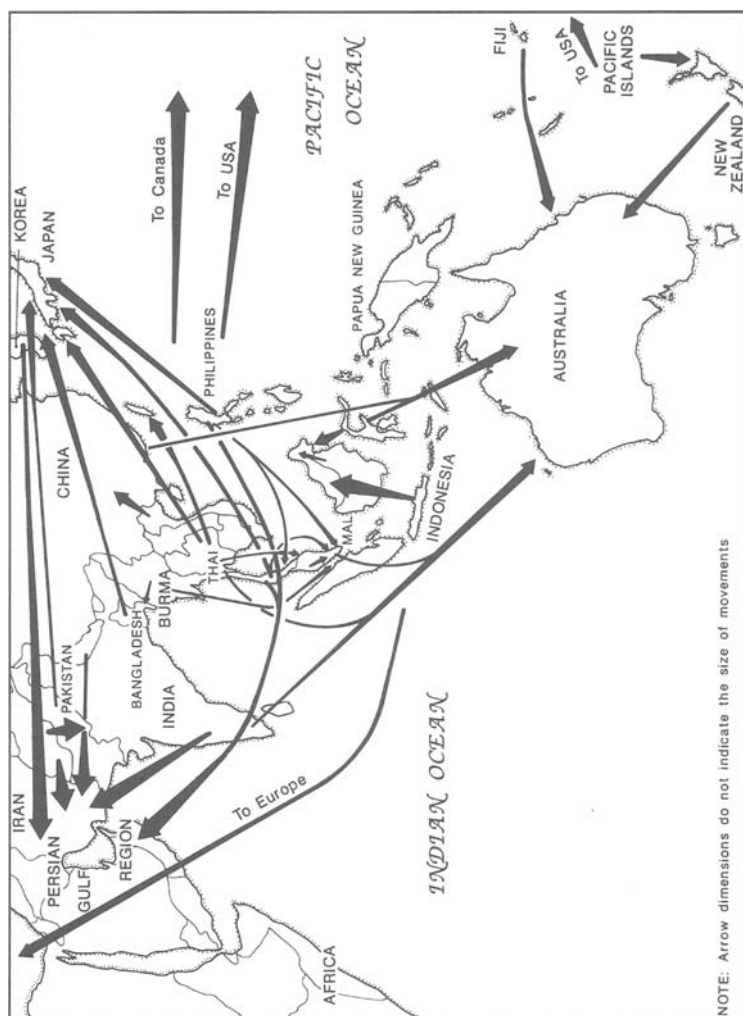 KOREA
JAPAN
To Canada
To USA
PACIFIC
OCEAN
FIJI
To USA
PACIFIC
ISLANDS
NEW
ZEALAND
PAPUA NEW GUINEA
AUSTRALIA
PHILIPPINES
CHINA
INDONESIA
MAL
THAI
BURMA
BANGLADESH
INDIA
PAKISTAN
IRAN
PERSIAN
GULF
REGION
To Europe
INDIAN OCEAN
AFRICA
NOTE: Arrow dimensions do not indicate the size of movements